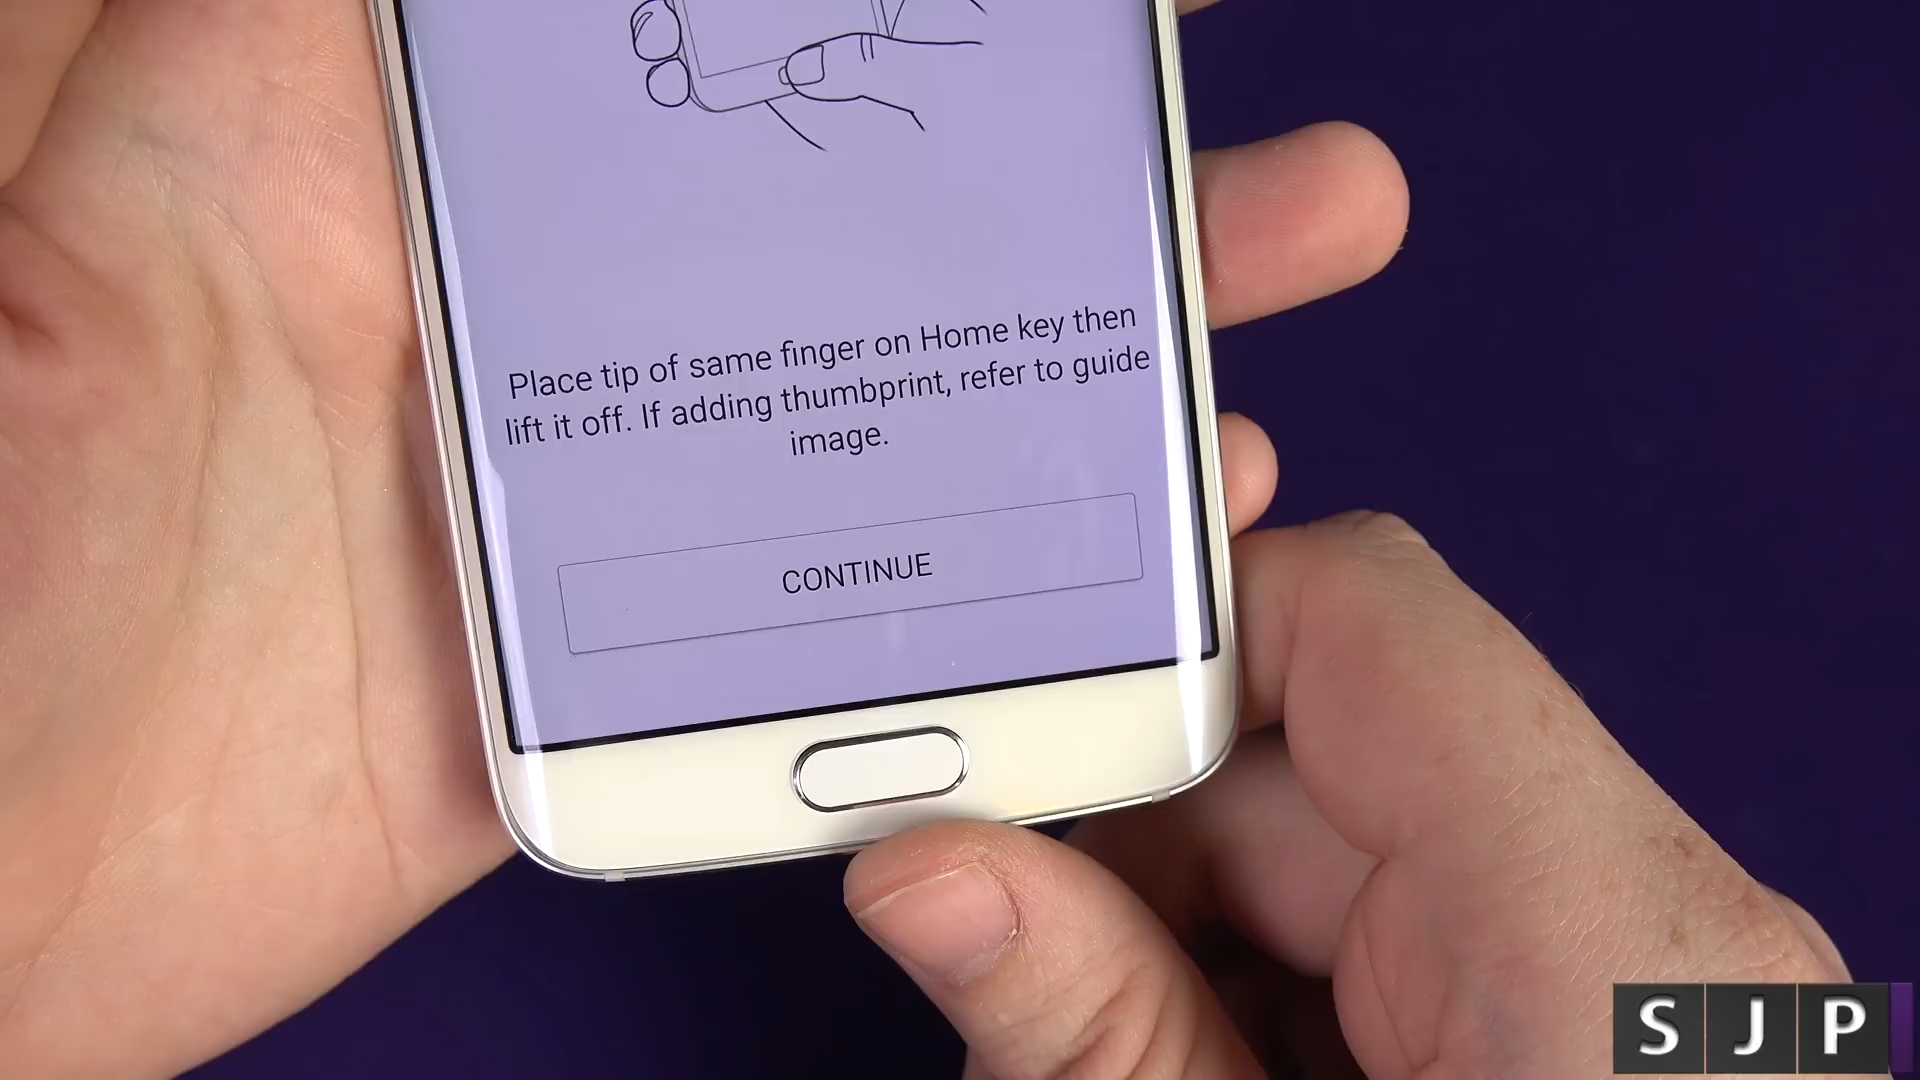 Place tip of same finger on Home key then
lift it off. If adding thumbprint, refer to guide
image.
CONTINUE
SJP